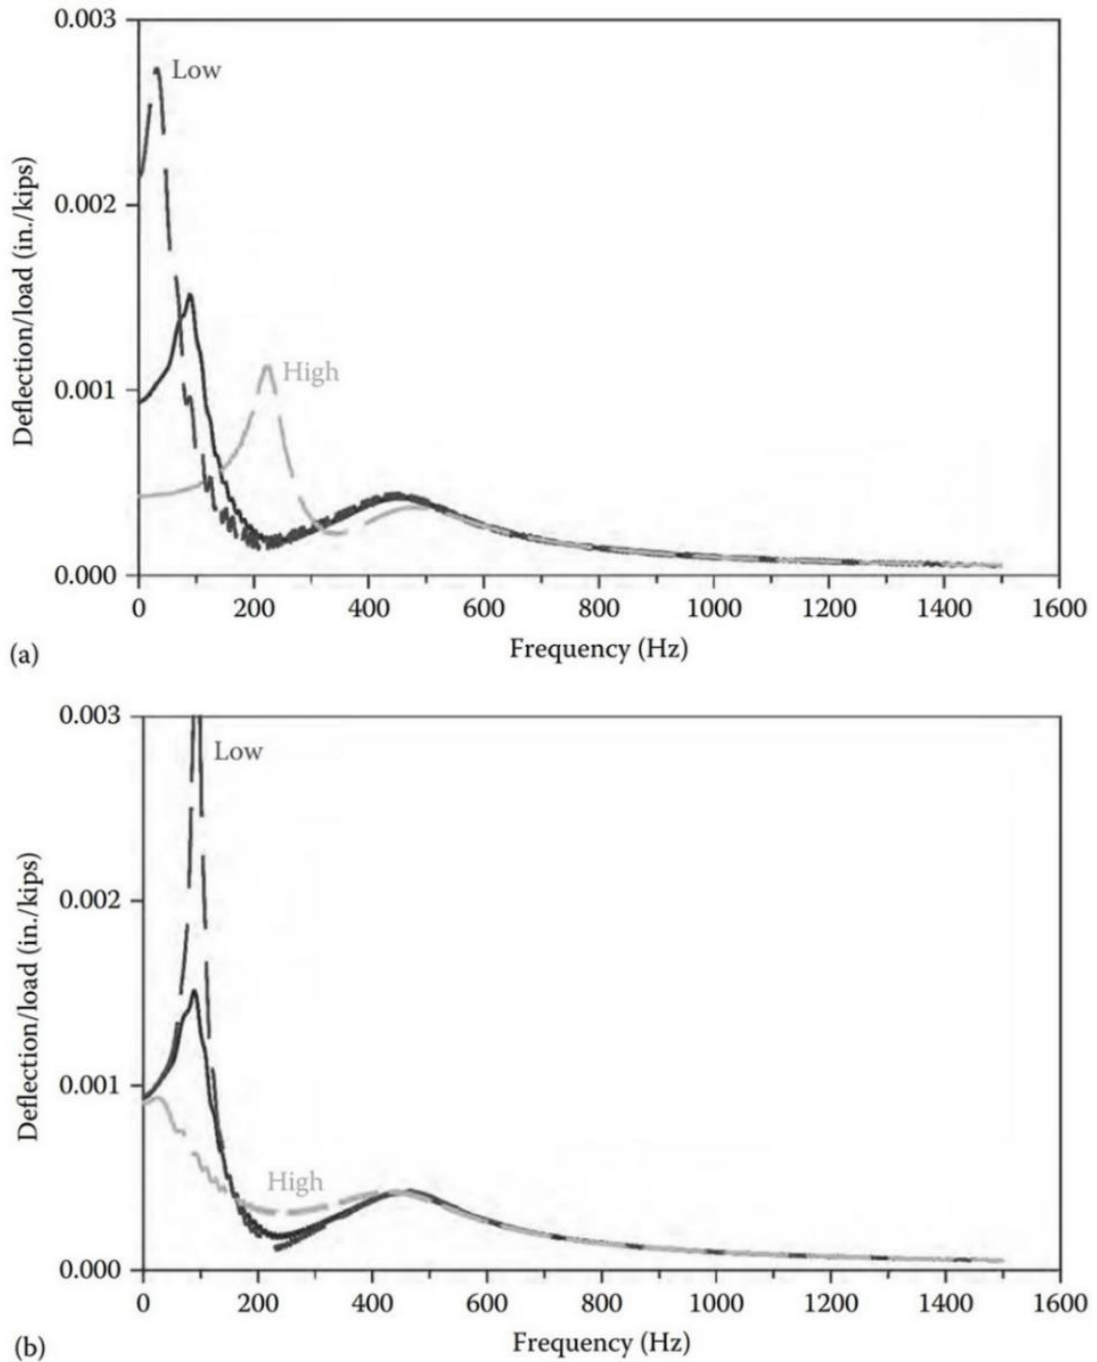 0.003
Low
0.002
High
0.001
0.000
Deflection/load (in./kips)
0 200 400 600 800 1000 1200 1400 1600
Frequency (Hz)
(a)
0.003
Low
0.002
0.001
High
0.000
Deflection/load (in./kips)
0 200 400 600 800 1000 1200 1400 1600
Frequency (Hz)
(b)